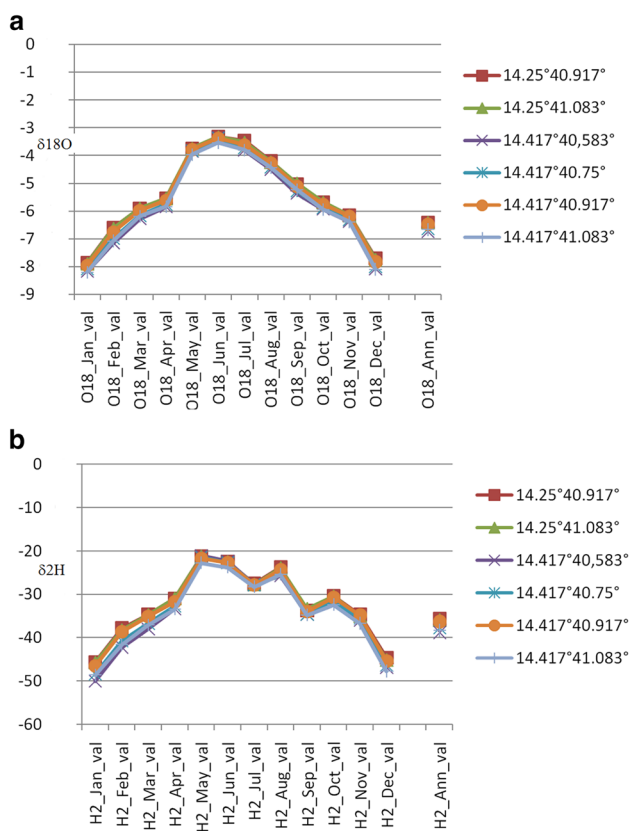 a
0
-1
-2
-3
δ18O
-4
-5
-6
-7
-8
-9
O18_Jan_val
O18_Feb_val
O18_Mar_val
O18_Apr_val
O18_May_val
O18_Jun_val
O18_Jul_val
O18_Aug_val
O18_Sep_val
O18_Oct_val
O18_Nov_val
O18_Dec_val
O18_Ann_val
14.25°40.917°
14.25°41.083°
14.417°40,583°
14.417°40.75°
14.417°40.917°
14.417°41.083°
b
0
-10
-20
δ2H
-30
-40
-50
-60
H2_Jan_val
H2_Feb_val
H2_Mar_val
H2_Apr_val
H2_May_val
H2_Jun_val
H2_Jul_val
H2_Aug_val
H2_Sep_val
H2_Oct_val
H2_Nov_val
H2_Dec_val
H2_Ann_val
14.25°40.917°
14.25°41.083°
14.417°40,583°
14.417°40.75°
14.417°40.917°
14.417°41.083°